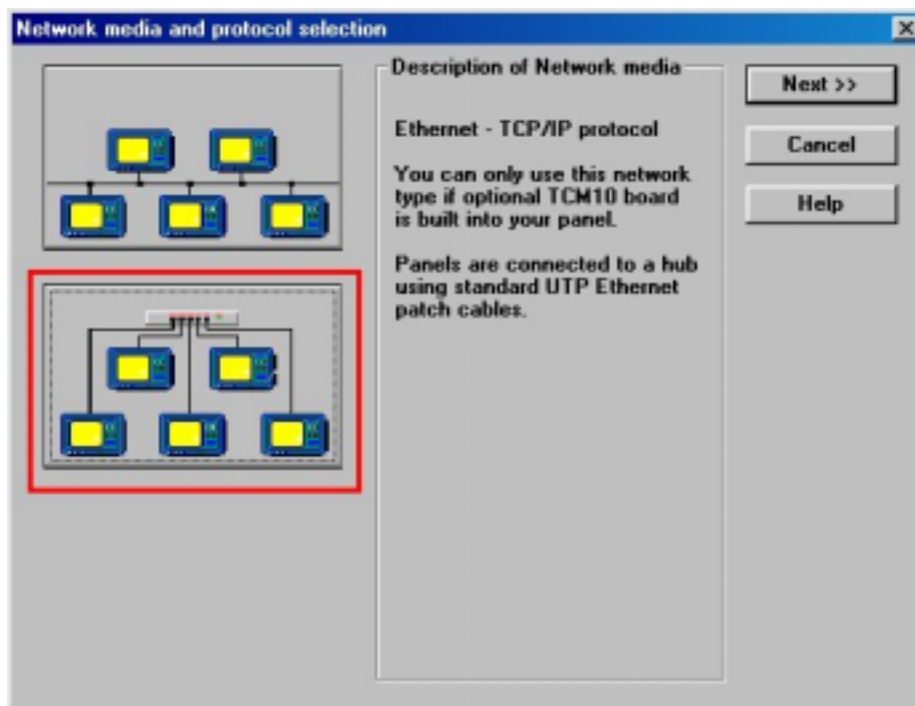 Network media and protocol selection
Description of Network media
Ethernet - TCP/IP protocol
You can only use this network
type if optional TCM10 board
is built into your panel.
Panels are connected to a hub
using standard UTP Ethernet
patch cables.
Next >>
Cancel
Help